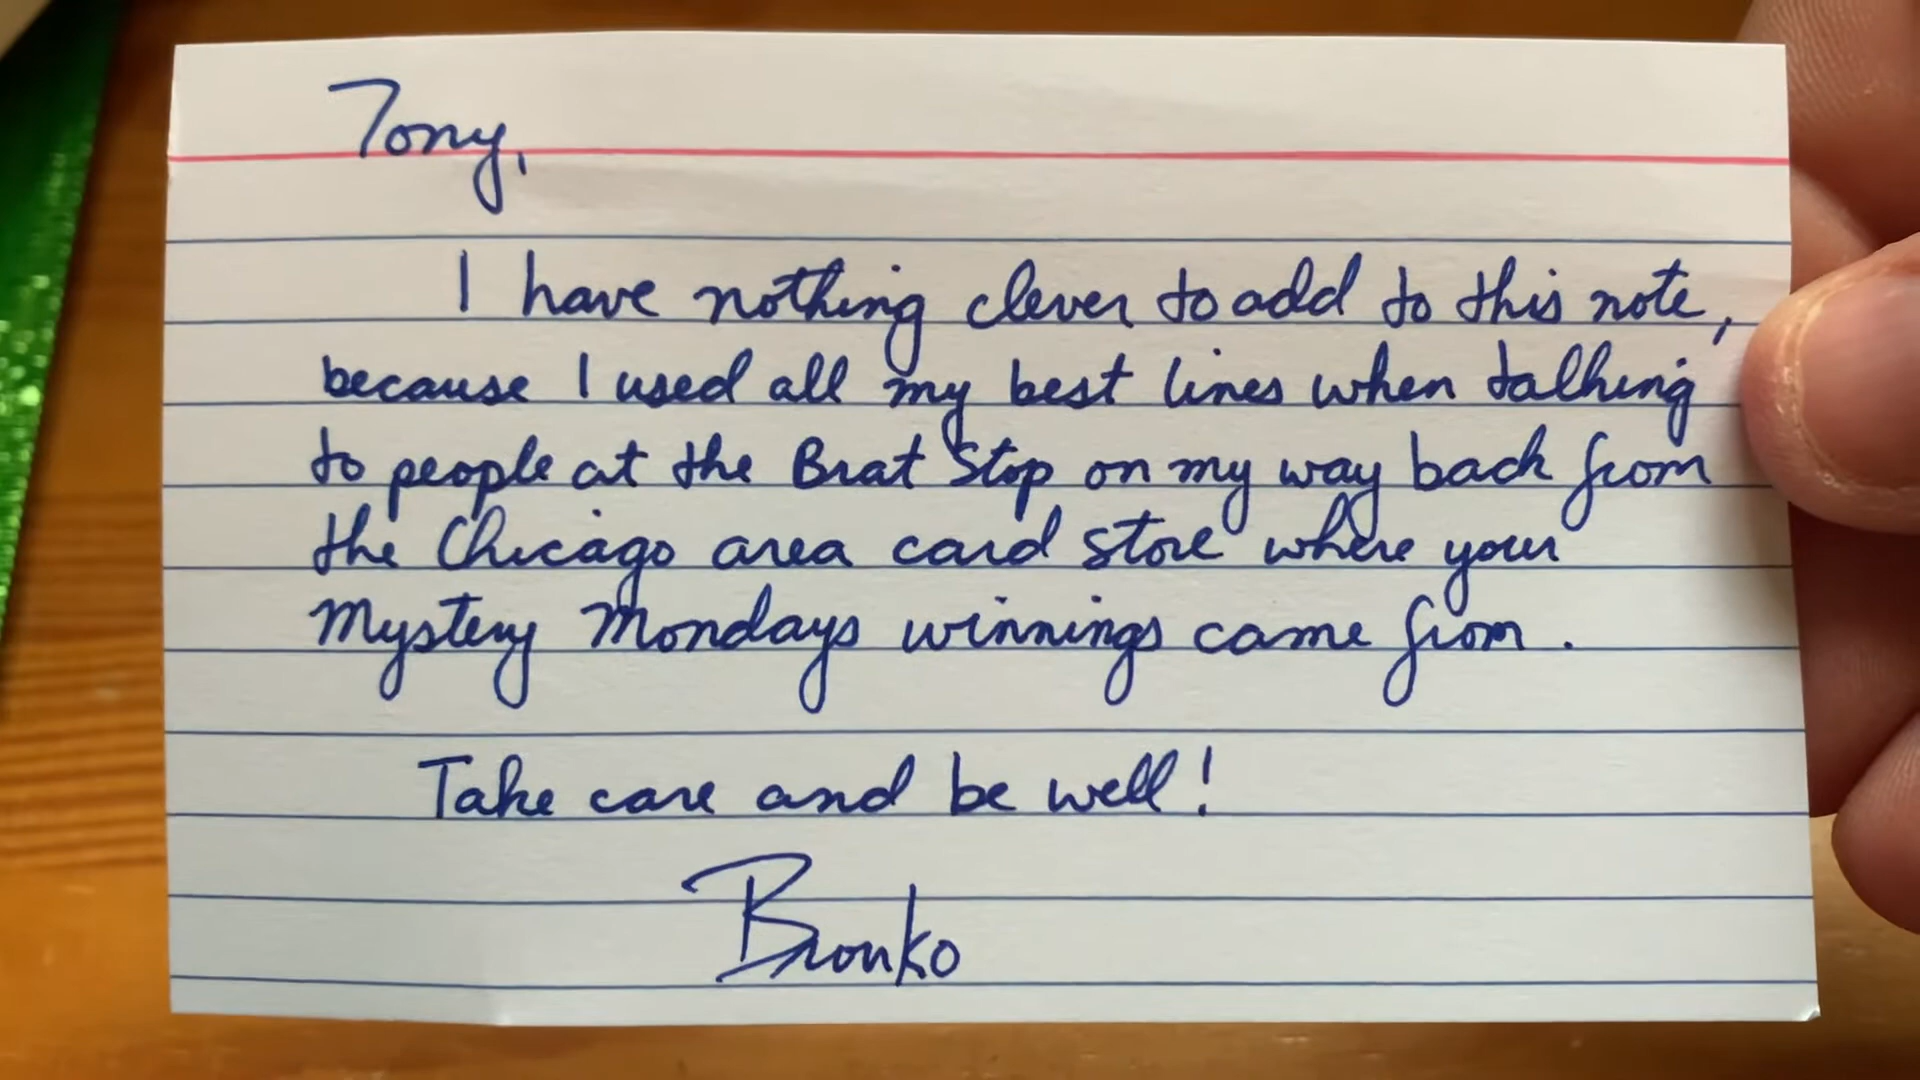 Tony,
I have nothing clever to add to this note,
because I used all my best lines when talking
to people at the Brat Stop on my way back from
the Chicago area card store where your
Mystery Mondays winnings came from.
Take care and be well!
Bronko